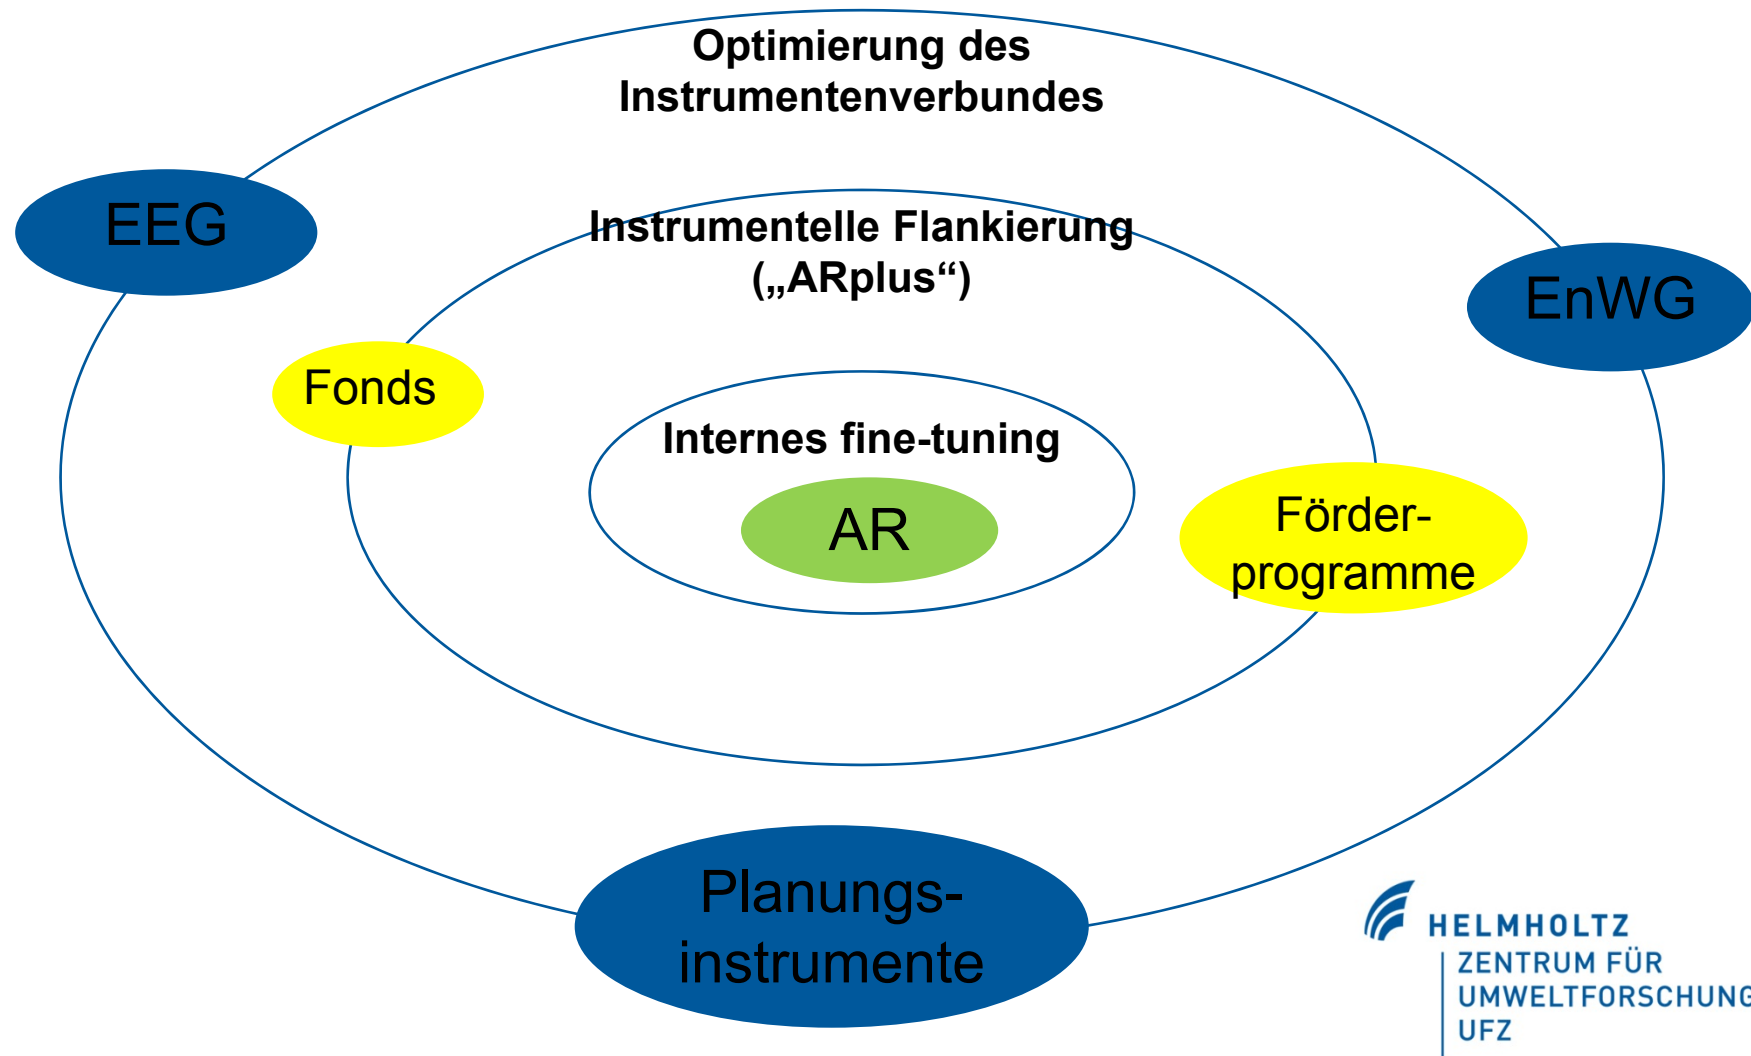 Optimierung des
Instrumentenverbundes
EEG
Instrumentelle Flankierung
(„ARplus“)
EnWG
Fonds
Internes fine-tuning
AR
Förder-
programme
Planungs-
instrumente
HELMHOLTZ
ZENTRUM FÜR
UMWELTFORSCHUNG
UFZ